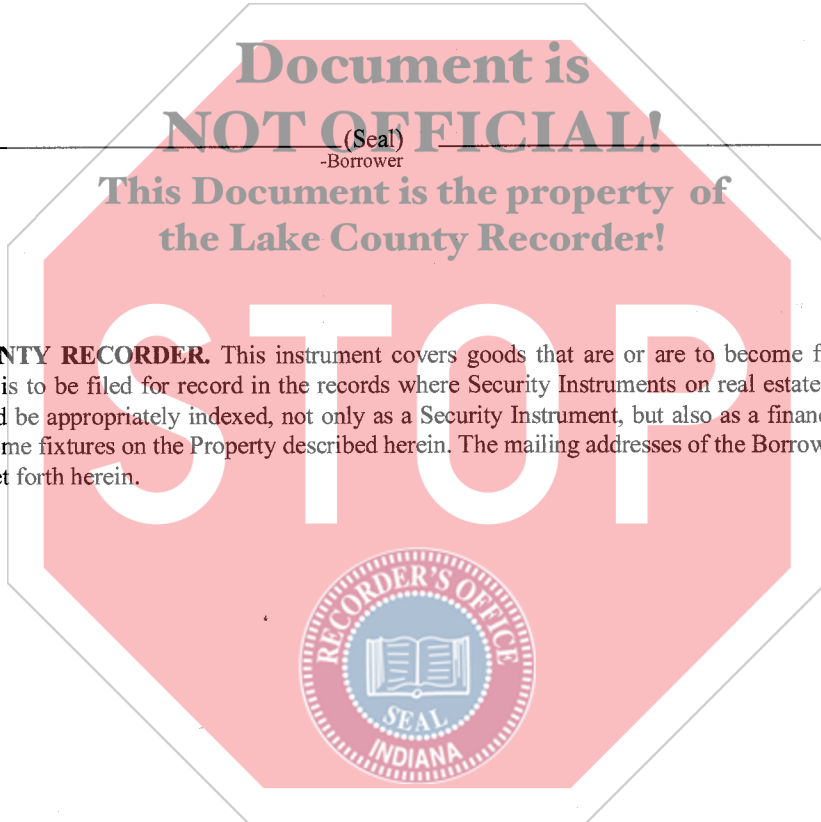 Document is
NOT OFFICIAL!
(Seal)
-Borrower
This Document is the property of
the Lake County Recorder!
STOP
NTY RECORDER. This instrument covers goods that are or are to become f
is to be filed for record in the records where Security Instruments on real estate
d be appropriately indexed, not only as a Security Instrument, but also as a financ
me fixtures on the Property described herein. The mailing addresses of the Borrow
et forth herein.
RECORDER'S OFFICE
SEAL
INDIANA